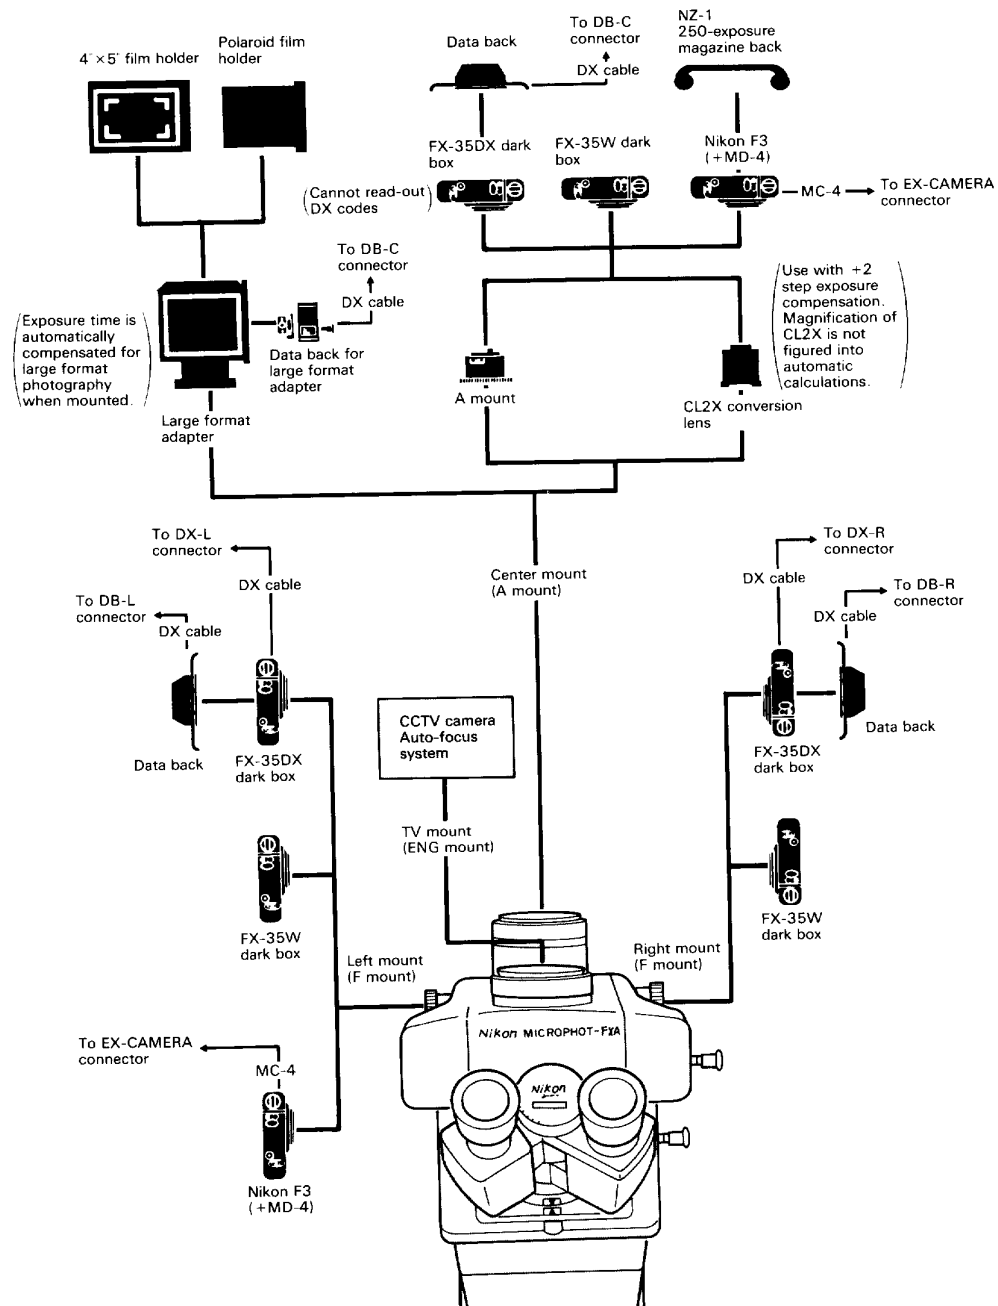 4"×5" film holder
Polaroid film
holder
Data back
To DB-C
connector
DX cable
NZ-1
250-exposure
magazine back
FX-35DX dark
box
FX-35W dark
box
Nikon F3
(+MD-4)
(Cannot read-out)
DX codes
MC-4
To EX-CAMERA
connector
To DB-C
connector
DX cable
(Exposure time is
automatically
compensated for
large format
photography
when mounted.)
Data back for
large format
adapter
Large format
adapter
A mount
(Use with +2
step exposure
compensation.
Magnification of
CL2X is not
figured into
automatic
calculations.)
CL2X conversion
lens
To DX-L
connector
DX cable
To DB-L
connector
DX cable
Data back
FX-35DX
dark box
Center mount
(A mount)
To DX-R
connector
DX cable
To DB-R
connector
DX cable
Data back
FX-35DX
dark box
CCTV camera
Auto-focus
system
TV mount
(ENG mount)
FX-35W
dark box
FX-35W
dark box
Left mount
(F mount)
Right mount
(F mount)
Nikon MICROPHOT-FXA
Nikon
To EX-CAMERA
connector
MC-4
Nikon F3
(+MD-4)